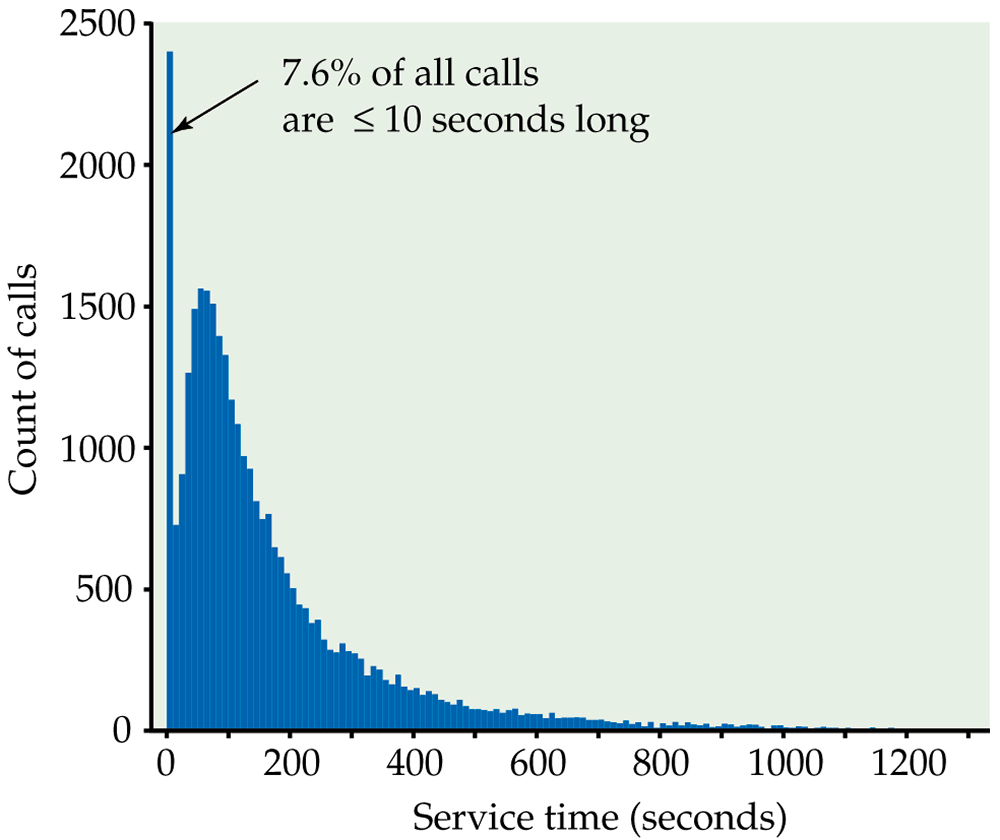 2500
7.6% of all calls
are ≤ 10 seconds long
2000
1500
1000
500
0
Count of calls
0 200 400 600 800 1000 1200
Service time (seconds)